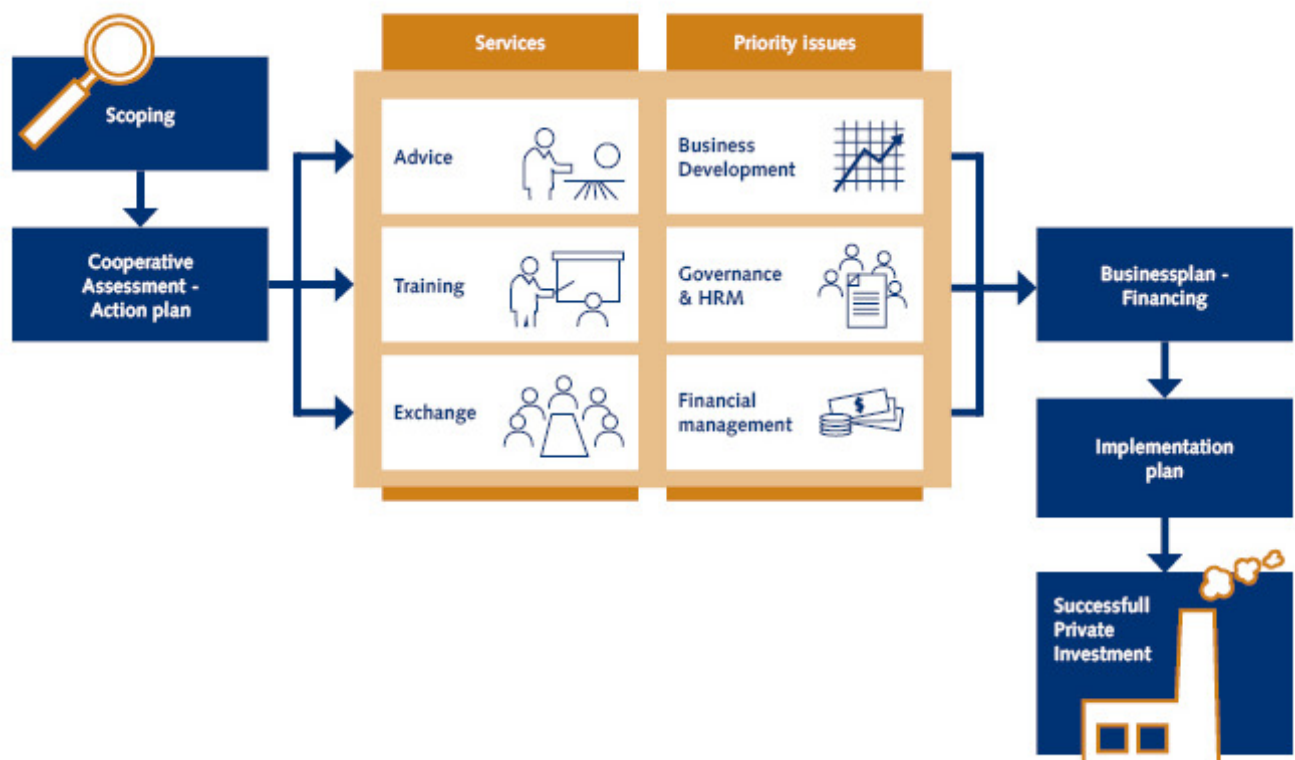 Scoping
Cooperative
Assessment -
Action plan
Services
Advice
Training
Exchange
Priority issues
Business
Development
Governance
& HRM
Financial
management
$
Businessplan -
Financing
Implementation
plan
Successfull
Private
Investment